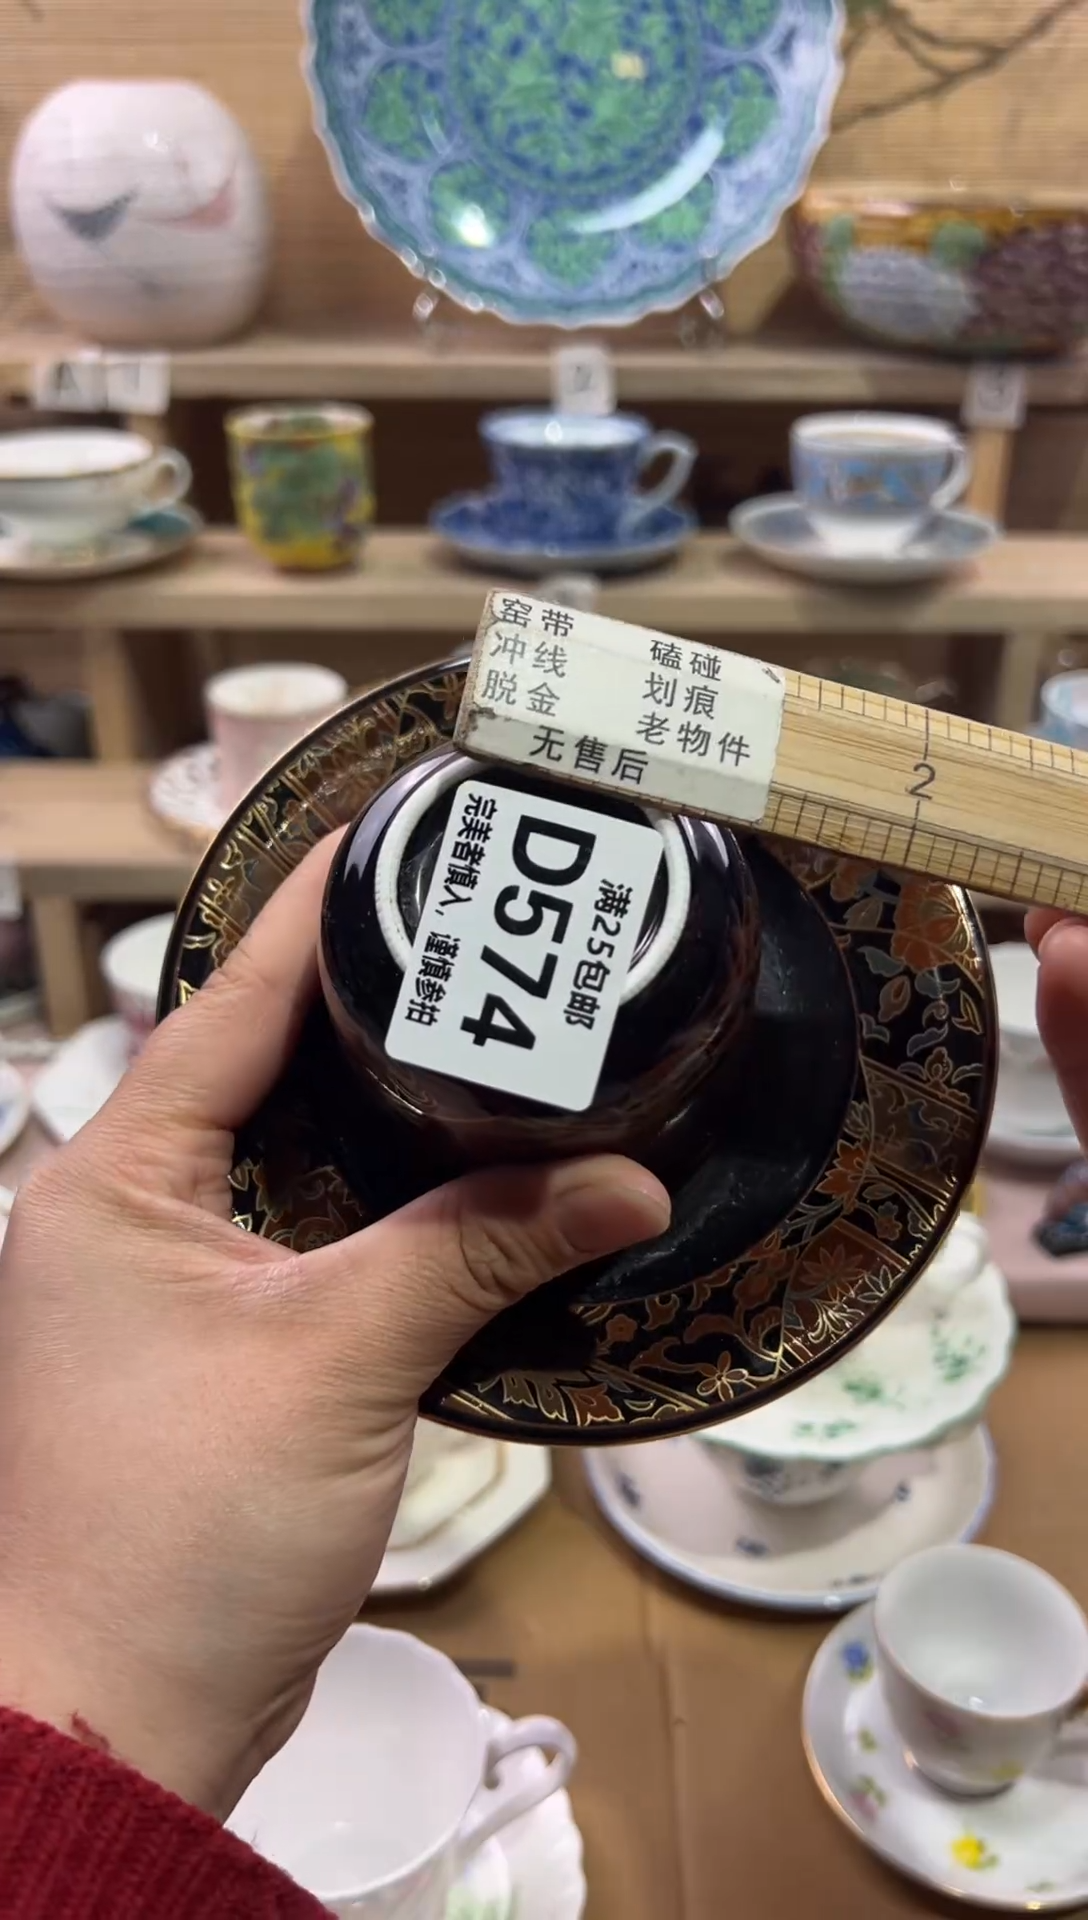 窑带 磕碰
冲线 划痕
脱金 老物件
无售后
2
满25包邮
D574
完美者慎入，谨慎参拍